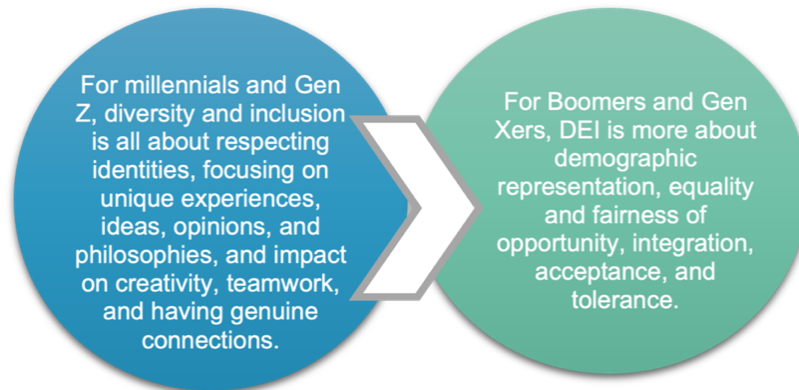 For millennials and Gen
Z, diversity and inclusion
is all about respecting
identities, focusing on
unique experiences,
ideas, opinions, and
philosophies, and impact
on creativity, teamwork,
and having genuine
connections.
For Boomers and Gen
Xers, DEI is more about
demographic
representation, equality
and fairness of
opportunity, integration,
acceptance, and
tolerance.